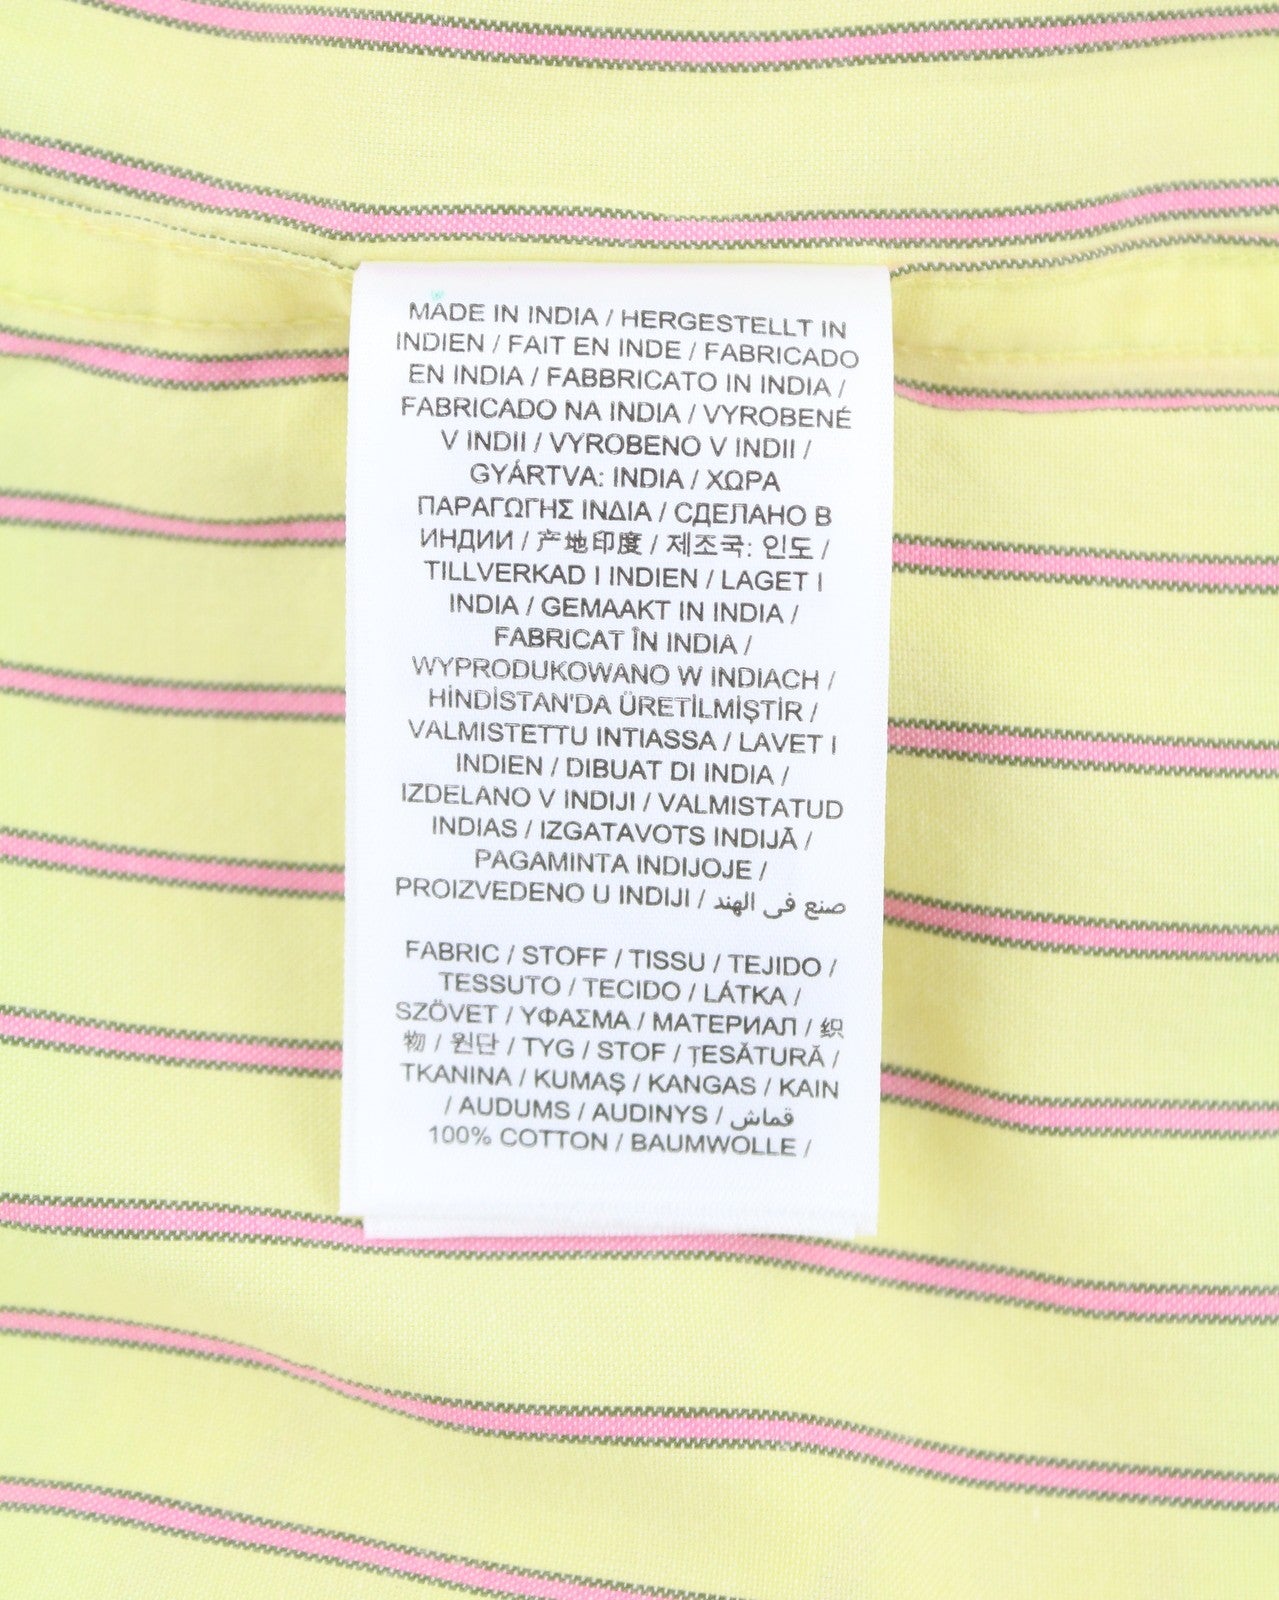 MADE IN INDIA / HERGESTELLT IN
INDIEN / FAIT EN INDE / FABRICADO
EN INDIA / FABBRICATO IN INDIA /
FABRICADO NA INDIA / VYROBENÉ
V INDII / VYROBENO V INDII /
GYÁRTVA: INDIA / ΧΩΡΑ
ΠΑΡΑΓΩΓΗΣ ΙΝΔΙΑ / СДЕЛАНО В
ИНДИИ / 产地印度 / 제조국: 인도 /
TILLVERKAD I INDIEN / LAGET I
INDIA / GEMAAKT IN INDIA /
FABRICAT ÎN INDIA /
WYPRODUKOWANO W INDIACH /
HİNDİSTAN'DA ÜRETİLMİŞTİR /
VALMISTETTU INTIASSA / LAVET I
INDIEN / DIBUAT DI INDIA /
IZDELANO V INDIJI / VALMISTATUD
INDIAS / IZGATAVOTS INDIJĀ /
PAGAMINTA INDIJOJE /
PROIZVEDENO U INDIJI / صنع في الهند
FABRIC / STOFF / TISSU / TEJIDO /
TESSUTO / TECIDO / LÁTKA /
SZÖVET / ΥΦΑΣΜΑ / МАТЕРИАЛ / 织
物 / 원단 / TYG / STOF / ȚESĂTURĂ /
TKANINA / KUMAŞ / KANGAS / KAIN
/ AUDUMS / AUDINYS / قماش
100% COTTON / BAUMWOLLE /